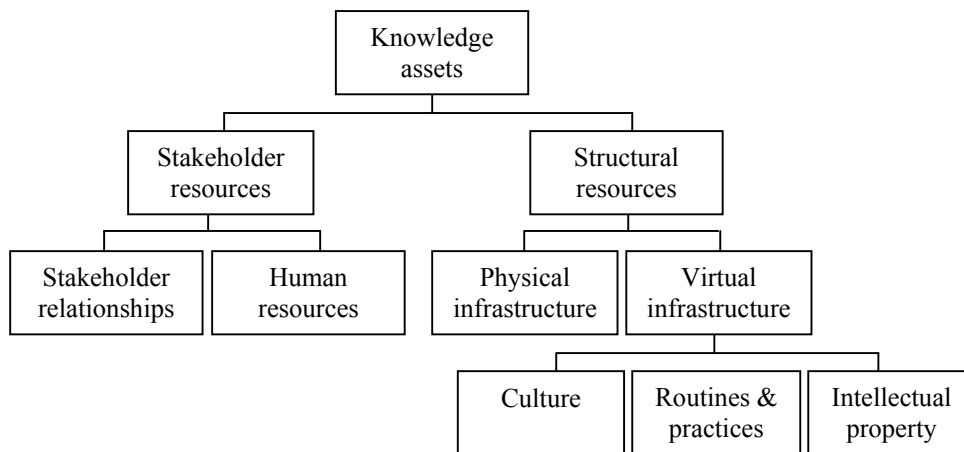 Knowledge
assets
Stakeholder
resources
Structural
resources
Stakeholder
relationships
Human
resources
Physical
infrastructure
Virtual
infrastructure
Culture
Routines &
practices
Intellectual
property